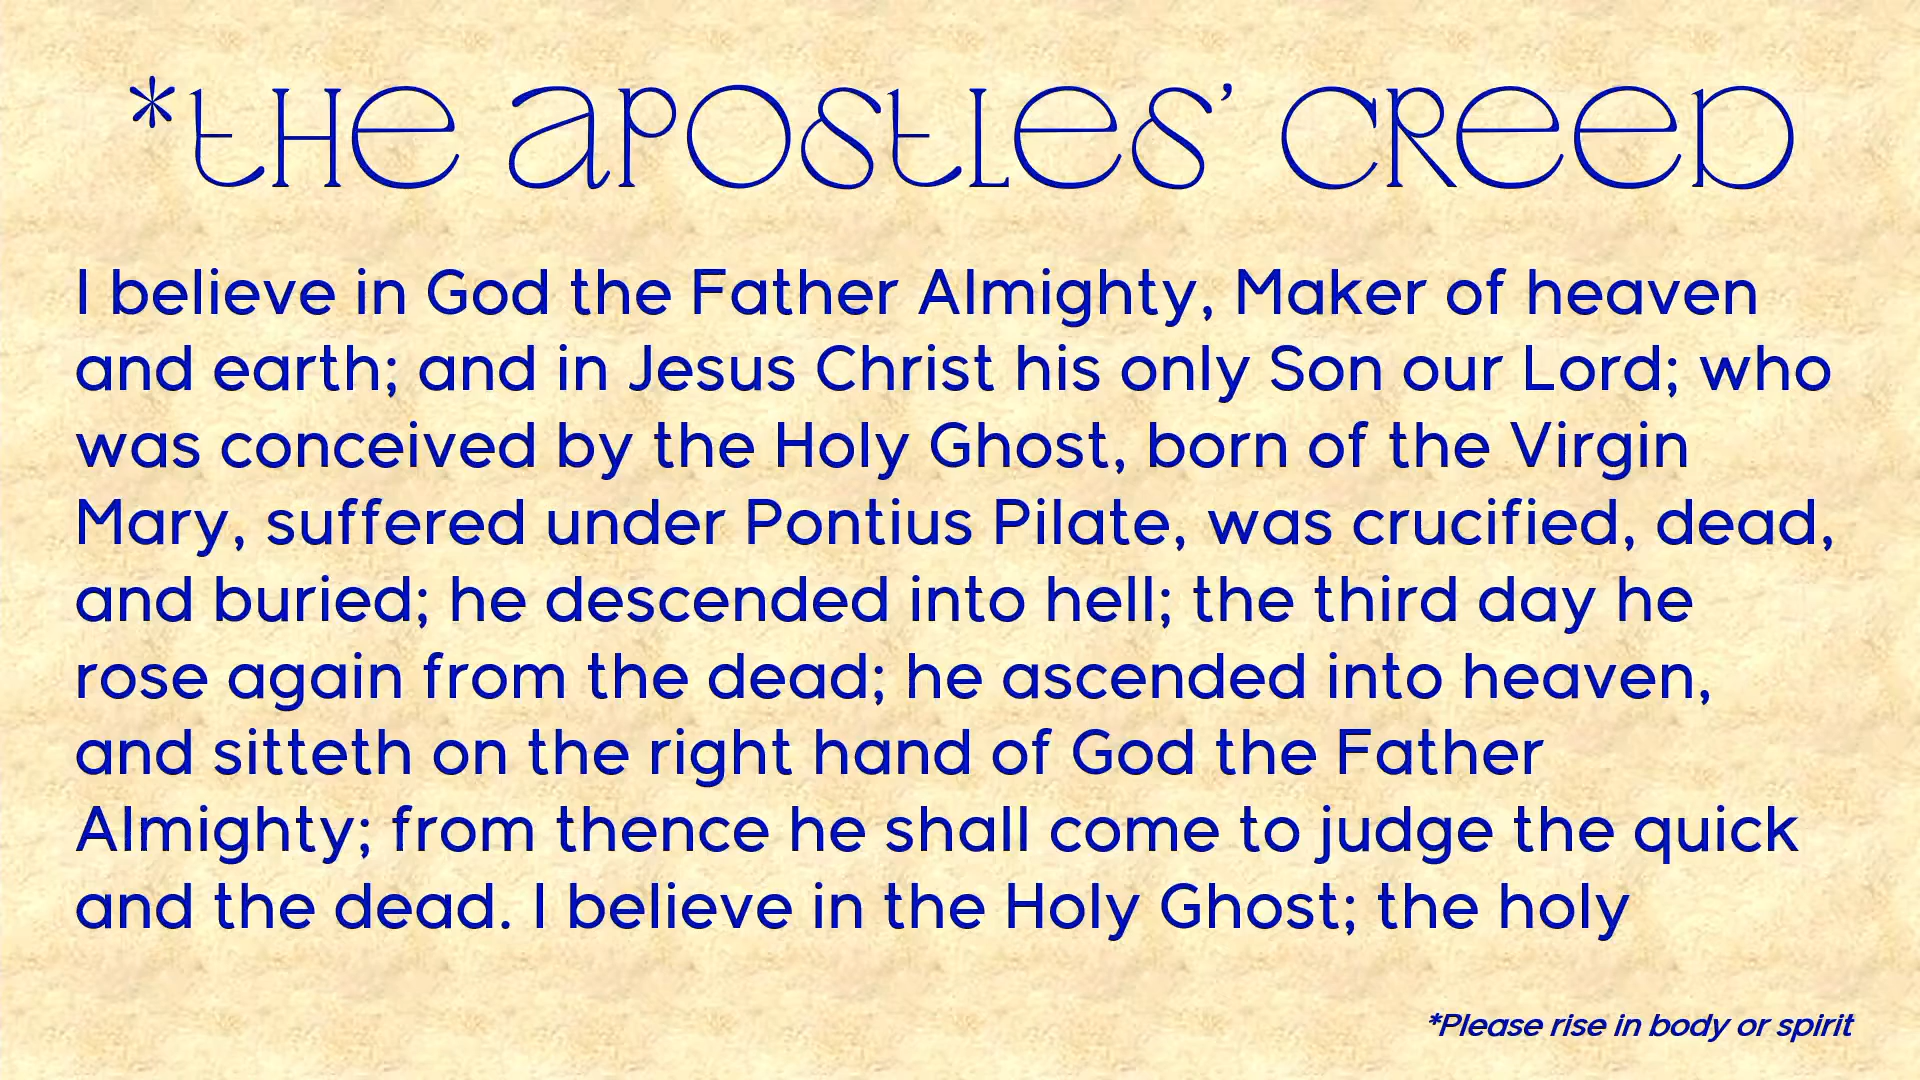 *the apostles’ creed
I believe in God the Father Almighty, Maker of heaven
and earth; and in Jesus Christ his only Son our Lord; who
was conceived by the Holy Ghost, born of the Virgin
Mary, suffered under Pontius Pilate, was crucified, dead,
and buried; he descended into hell; the third day he
rose again from the dead; he ascended into heaven,
and sitteth on the right hand of God the Father
Almighty; from thence he shall come to judge the quick
and the dead. I believe in the Holy Ghost; the holy
*Please rise in body or spirit